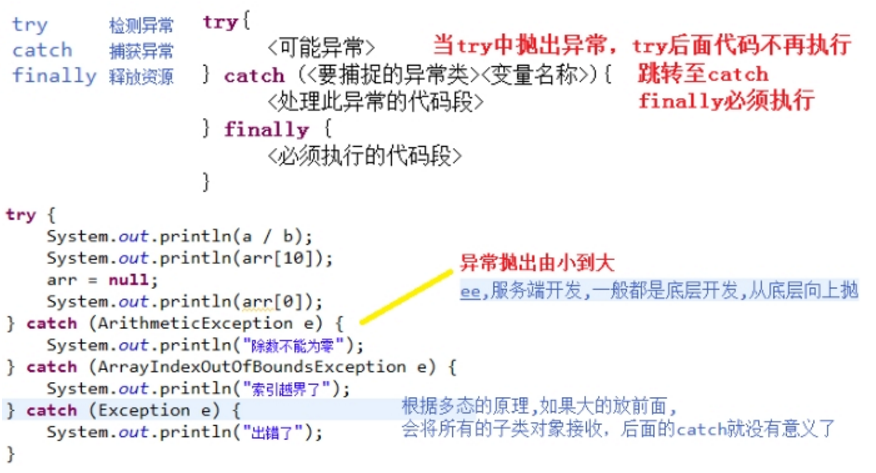 try 检测异常
catch 捕获异常
finally 释放资源
try{
<可能异常>
} catch (<要捕捉的异常类><变量名称>){
<处理此异常的代码段>
} finally {
<必须执行的代码段>
}
当try中抛出异常，try后面代码不再执行
跳转至catch
finally必须执行
try {
System.out.println(a / b);
System.out.println(arr[10]);
arr = null;
System.out.println(arr[0]);
} catch (ArithmeticException e) {
System.out.println("除数不能为零");
} catch (ArrayIndexOutOfBoundsException e) {
System.out.println("索引越界了");
} catch (Exception e) {
System.out.println("出错了");
}
异常抛出由小到大
ee,服务端开发,一般都是底层开发,从底层向上抛
根据多态的原理,如果大的放前面,
会将所有的子类对象接收，后面的catch就没有意义了